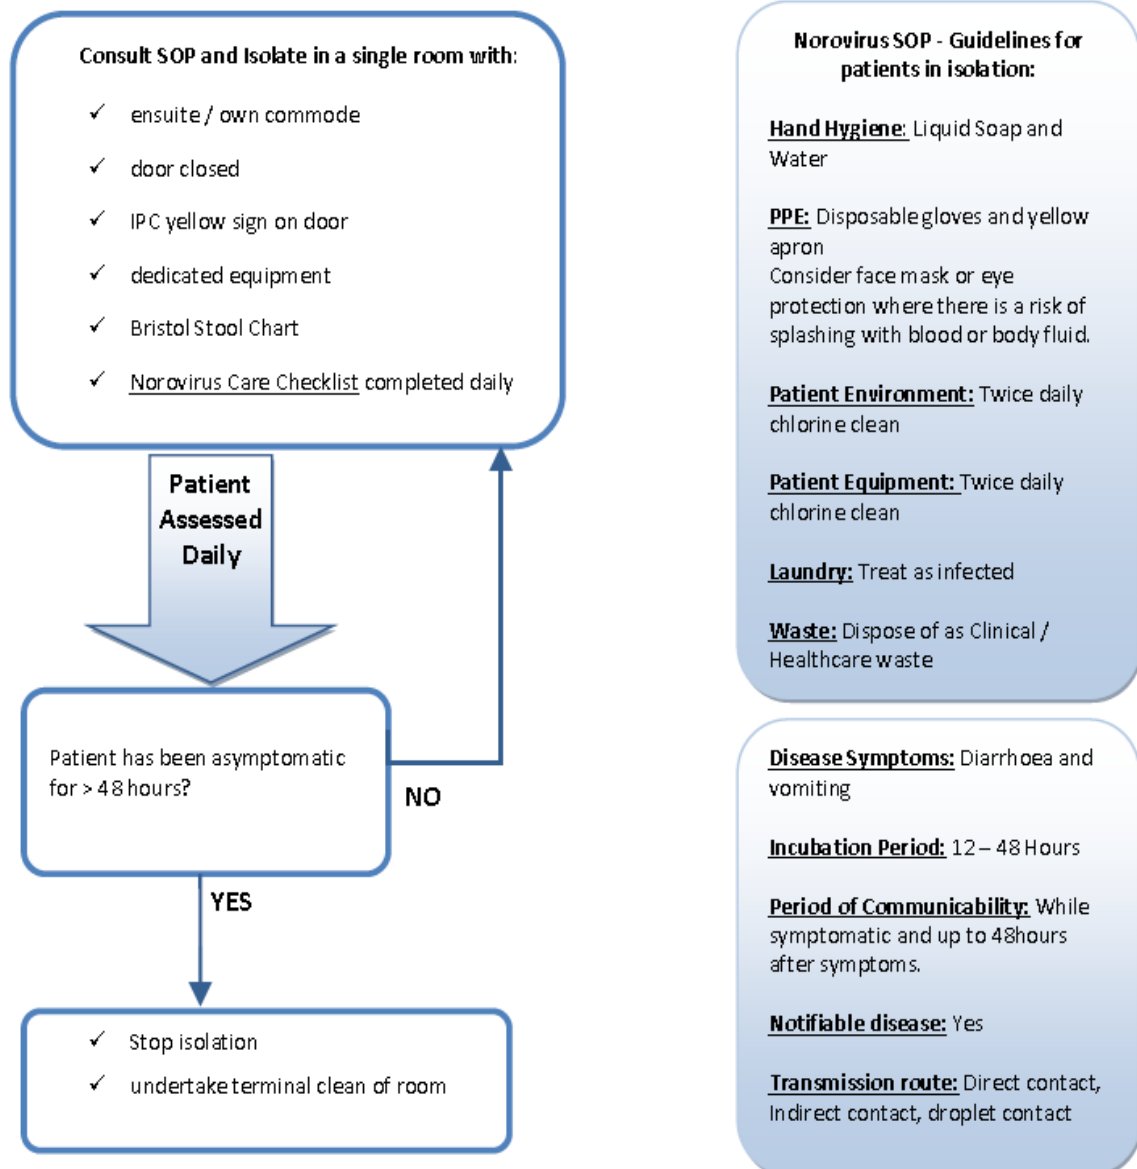 Consult SOP and Isolate in a single room with:
✓ ensuite / own commode
✓ door closed
✓ IPC yellow sign on door
✓ dedicated equipment
✓ Bristol Stool Chart
✓ Norovirus Care Checklist completed daily
Patient
Assessed
Daily
Patient has been asymptomatic
for > 48 hours?
NO
YES
✓ Stop isolation
✓ undertake terminal clean of room
Norovirus SOP - Guidelines for
patients in isolation:
Hand Hygiene: Liquid Soap and
Water
PPE: Disposable gloves and yellow
apron
Consider face mask or eye
protection where there is a risk of
splashing with blood or body fluid.
Patient Environment: Twice daily
chlorine clean
Patient Equipment: Twice daily
chlorine clean
Laundry: Treat as infected
Waste: Dispose of as Clinical /
Healthcare waste
Disease Symptoms: Diarrhoea and
vomiting
Incubation Period: 12 – 48 Hours
Period of Communicability: While
symptomatic and up to 48hours
after symptoms.
Notifiable disease: Yes
Transmission route: Direct contact,
Indirect contact, droplet contact